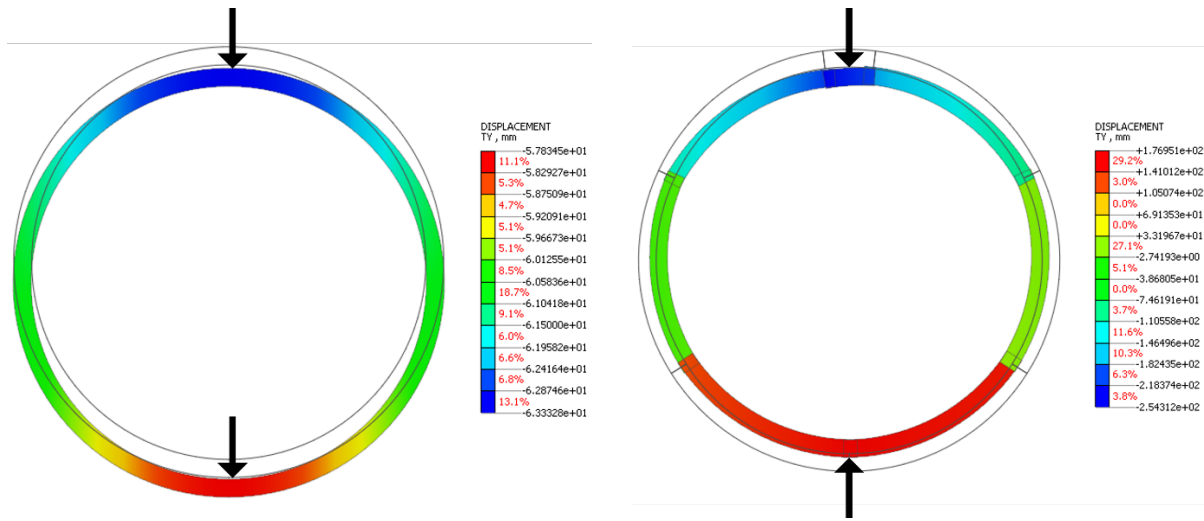 DISPLACEMENT
TY , mm
-5.78345e+01
11.1%
-5.82927e+01
5.3%
-5.87509e+01
4.7%
-5.92091e+01
5.1%
-5.96673e+01
5.1%
-6.01255e+01
8.5%
-6.05836e+01
18.7%
-6.10418e+01
9.1%
-6.15000e+01
6.0%
-6.19582e+01
6.6%
-6.24164e+01
6.8%
-6.28746e+01
13.1%
-6.33328e+01
DISPLACEMENT
TY , mm
+1.76951e+02
29.2%
+1.41012e+02
3.0%
+1.05074e+02
0.0%
+6.91353e+01
0.0%
+3.31967e+01
27.1%
-2.74193e+00
5.1%
-3.86805e+01
0.0%
-7.46191e+01
3.7%
-1.10558e+02
11.6%
-1.46496e+02
10.3%
-1.82435e+02
6.3%
-2.18374e+02
3.8%
-2.54312e+02